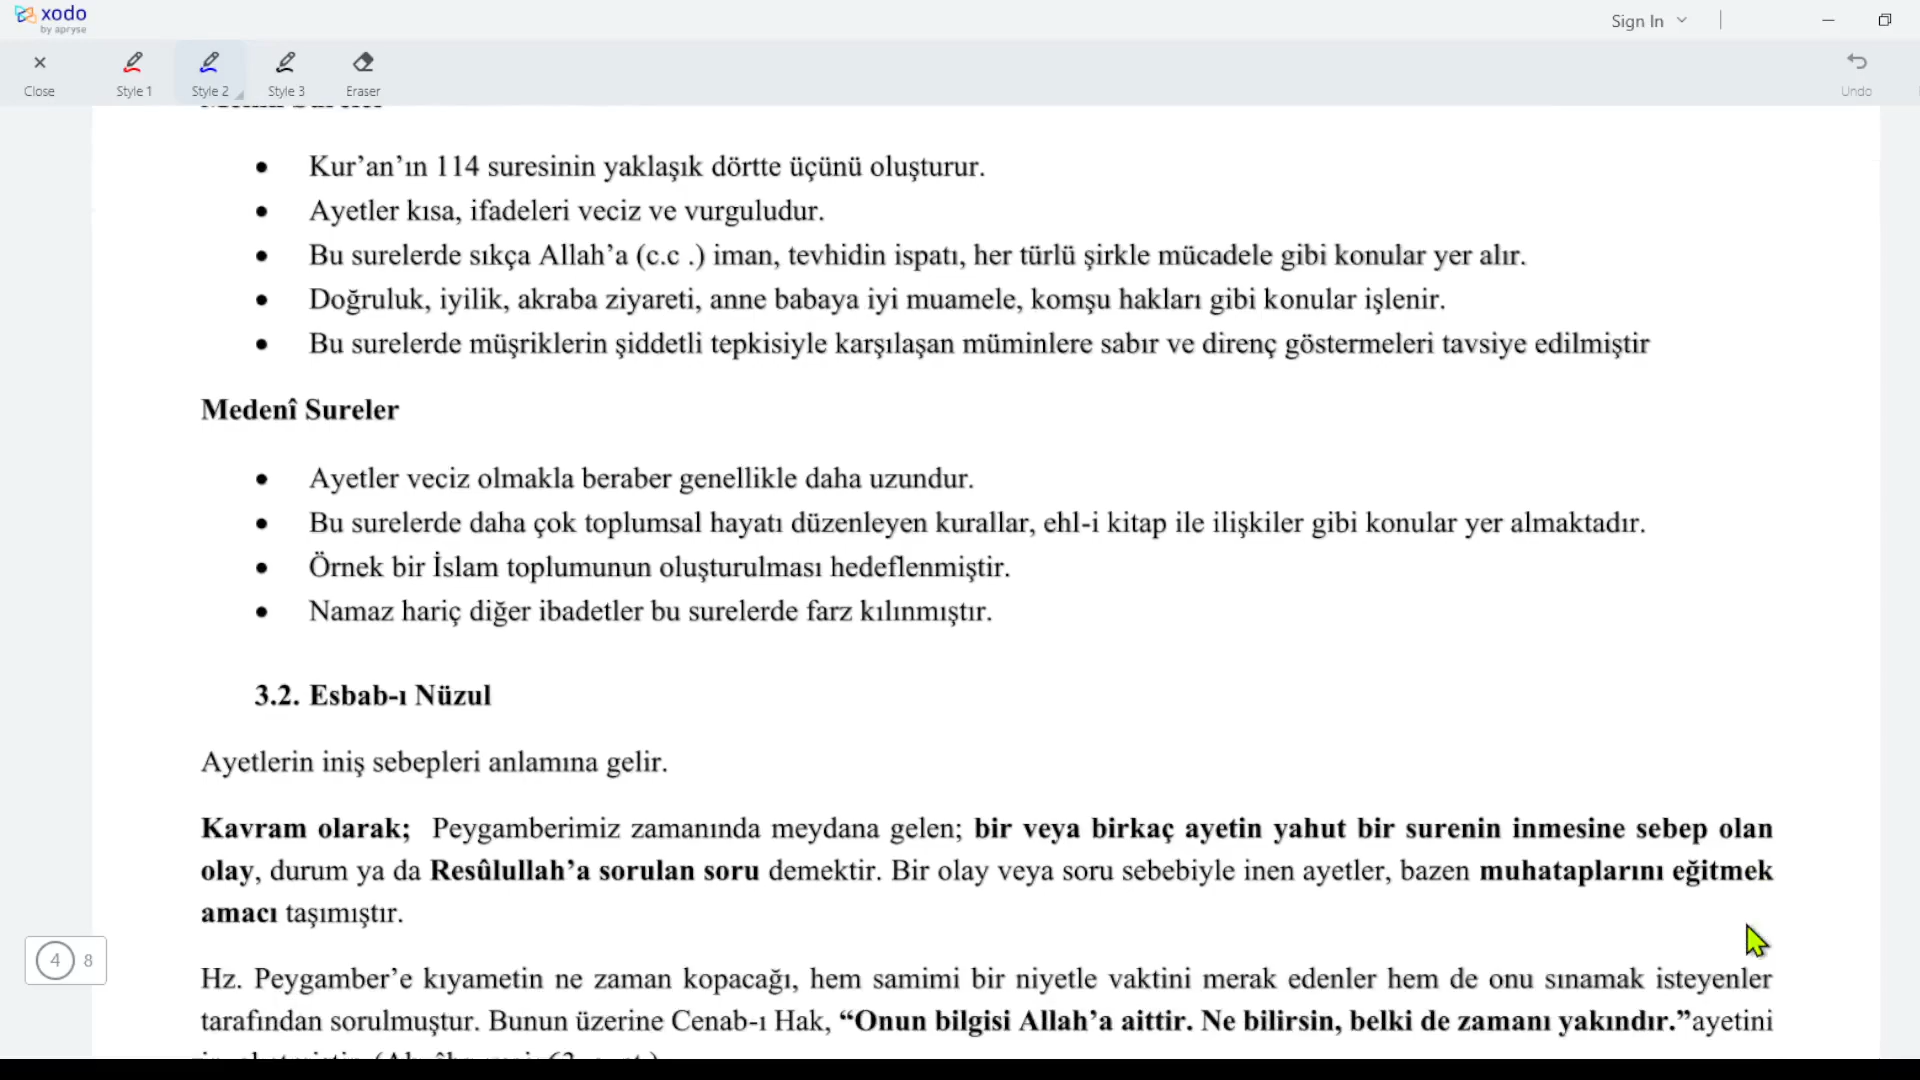 xodo
by apryse
Sign In
Close
Style 1
Style 2
Style 3
Eraser
Undo
• Kur’an’ın 114 suresinin yaklaşık dörtte üçünü oluşturur.
• Ayetler kısa, ifadeleri veciz ve vurguludur.
• Bu surelerde sıkça Allah’a (c.c .) iman, tevhidin ispatı, her türlü şirkle mücadele gibi konular yer alır.
• Doğruluk, iyilik, akraba ziyareti, anne babaya iyi muamele, komşu hakları gibi konular işlenir.
• Bu surelerde müşriklerin şiddetli tepkisiyle karşılaşan müminlere sabır ve direnç göstermeleri tavsiye edilmiştir
Medenî Sureler
• Ayetler veciz olmakla beraber genellikle daha uzundur.
• Bu surelerde daha çok toplumsal hayatı düzenleyen kurallar, ehl-i kitap ile ilişkiler gibi konular yer almaktadır.
• Örnek bir İslam toplumunun oluşturulması hedeflenmiştir.
• Namaz hariç diğer ibadetler bu surelerde farz kılınmıştır.
3.2. Esbab-ı Nüzul
Ayetlerin iniş sebepleri anlamına gelir.
Kavram olarak; Peygamberimiz zamanında meydana gelen; bir veya birkaç ayetin yahut bir surenin inmesine sebep olan
olay, durum ya da Resûlullah’a sorulan soru demektir. Bir olay veya soru sebebiyle inen ayetler, bazen muhataplarını eğitmek
amacı taşımıştır.
4 8
Hz. Peygamber’e kıyametin ne zaman kopacağı, hem samimi bir niyetle vaktini merak edenler hem de onu sınamak isteyenler
tarafından sorulmuştur. Bunun üzerine Cenab-ı Hak, “Onun bilgisi Allah’a aittir. Ne bilirsin, belki de zamanı yakındır.”ayetini